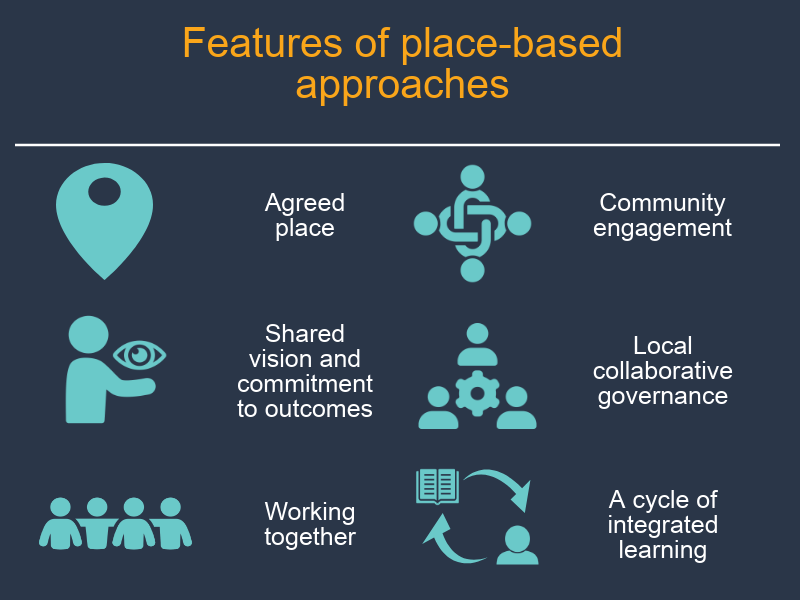 Features of place-based
approaches
Agreed
place
Community
engagement
Shared
vision and
commitment
to outcomes
Local
collaborative
governance
Working
together
A cycle of
integrated
learning